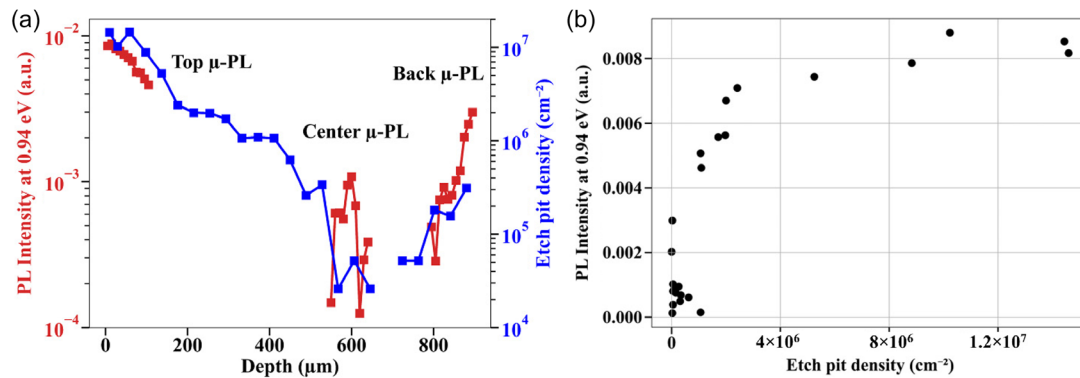 (a)
PL Intensity at 0.94 eV (a.u.)
10⁻²
10⁻³
10⁻⁴
Top μ-PL
Center μ-PL
Back μ-PL
10⁷
10⁶
10⁵
10⁴
Etch pit density (cm⁻²)
0 200 400 600 800
Depth (μm)
(b)
PL Intensity at 0.94 eV (a.u.)
0.008
0.006
0.004
0.002
0.000
0 4×10⁶ 8×10⁶ 1.2×10⁷
Etch pit density (cm⁻²)